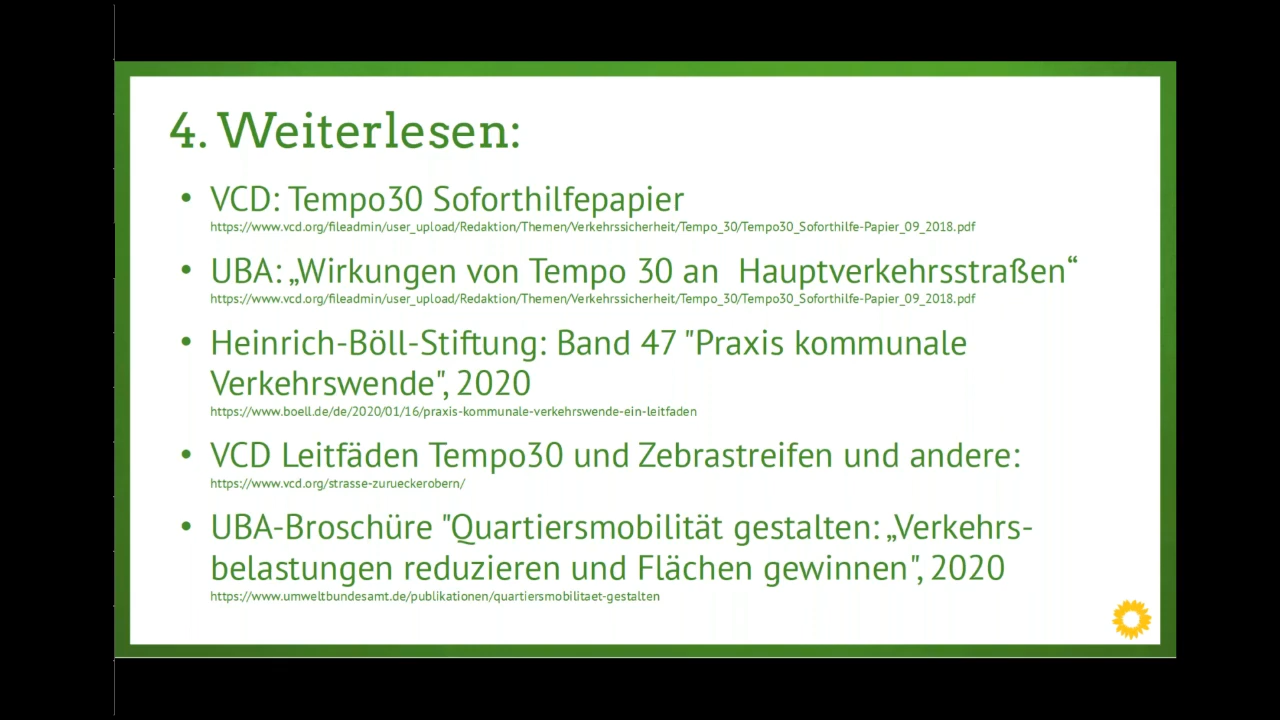 4. Weiterlesen:
• VCD: Tempo30 Soforthilfepapier
https://www.vcd.org/fileadmin/user_upload/Redaktion/Themen/Verkehrssicherheit/Tempo_30/Tempo30_Soforthilfe-Papier_09_2018.pdf
• UBA: „Wirkungen von Tempo 30 an  Hauptverkehrsstraßen“
https://www.vcd.org/fileadmin/user_upload/Redaktion/Themen/Verkehrssicherheit/Tempo_30/Tempo30_Soforthilfe-Papier_09_2018.pdf
• Heinrich-Böll-Stiftung: Band 47 "Praxis kommunale
Verkehrswende", 2020
https://www.boell.de/de/2020/01/16/praxis-kommunale-verkehrswende-ein-leitfaden
• VCD Leitfäden Tempo30 und Zebrastreifen und andere:
https://www.vcd.org/strasse-zurueckerobern/
• UBA-Broschüre "Quartiersmobilität gestalten: „Verkehrs-
belastungen reduzieren und Flächen gewinnen", 2020
https://www.umweltbundesamt.de/publikationen/quartiersmobilitaet-gestalten